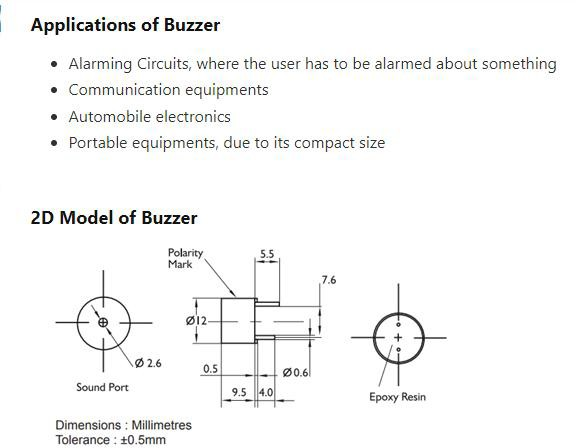 Applications of Buzzer
Alarming Circuits, where the user has to be alarmed about something
Communication equipments
Automobile electronics
Portable equipments, due to its compact size
2D Model of Buzzer
Polarity
Mark
5.5
7.6
Ø12
Ø 2.6
0.5
Ø0.6
9.5
4.0
Sound Port
Epoxy Resin
Dimensions : Millimetres
Tolerance : ±0.5mm